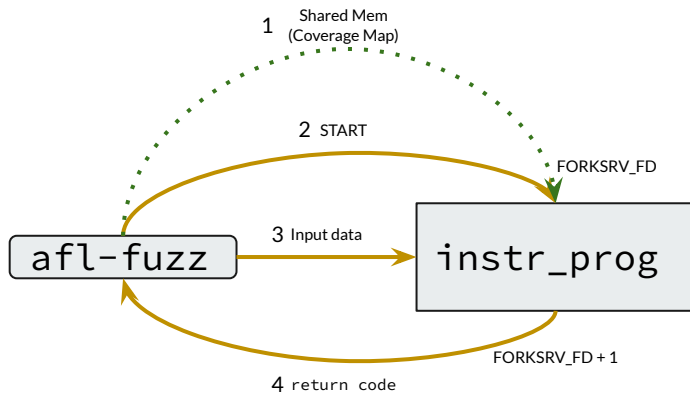 1 Shared Mem
(Coverage Map)
2 START
FORKSRV_FD
3 Input data
afl-fuzz
instr_prog
FORKSRV_FD + 1
4 return code